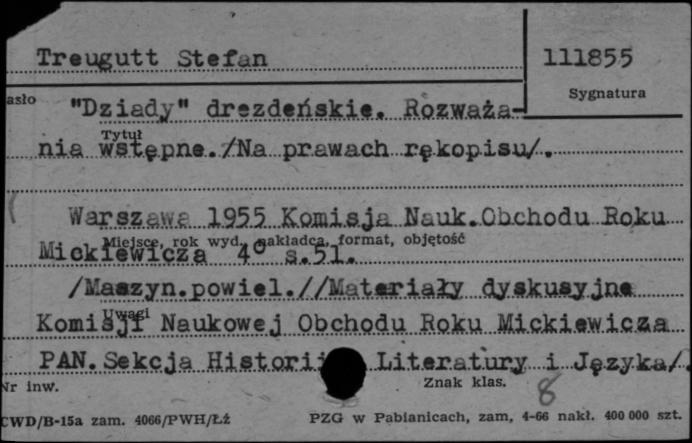 Treugutt Stefan
111855
Sygnatura
asło
"Dziady" drezdeńskie. Rozważa-
Tytuł
nia wstępne./Na prawach rękopisu/.
Warszawa 1955 Komisja Nauk.Obchodu Roku
Miejsce, rok wyd., nakładca, format, objętość
Mickiewicza 4° s.51.
/Maszyn.powiel.//Materiały dyskusyjne
Uwagi
Komisji Naukowej Obchodu Roku Mickiewicza
PAN.Sekcja Historii Literatury i Języka/.
Nr inw.
Znak klas.
8
CWD/B-15a zam. 4066/PWH/Łż
PZG w Pabianicach, zam, 4-66 nakł. 400 000 szt.